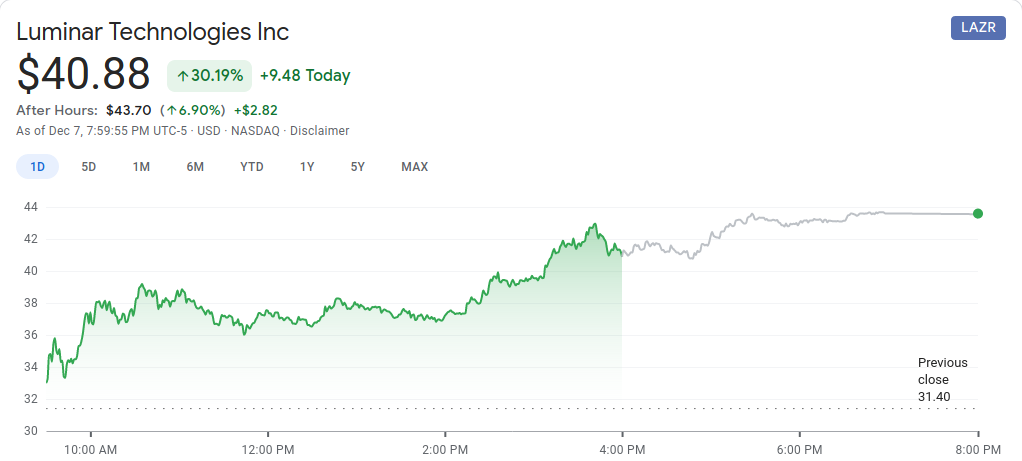 Luminar Technologies Inc
LAZR
$40.88 ↑30.19% +9.48 Today
After Hours: $43.70 (↑6.90%) +$2.82
As of Dec 7, 7:59:55 PM UTC-5 · USD · NASDAQ · Disclaimer
1D 5D 1M 6M YTD 1Y 5Y MAX
44
42
40
38
36
34
32
30
Previous
close
31.40
10:00 AM 12:00 PM 2:00 PM 4:00 PM 6:00 PM 8:00 PM